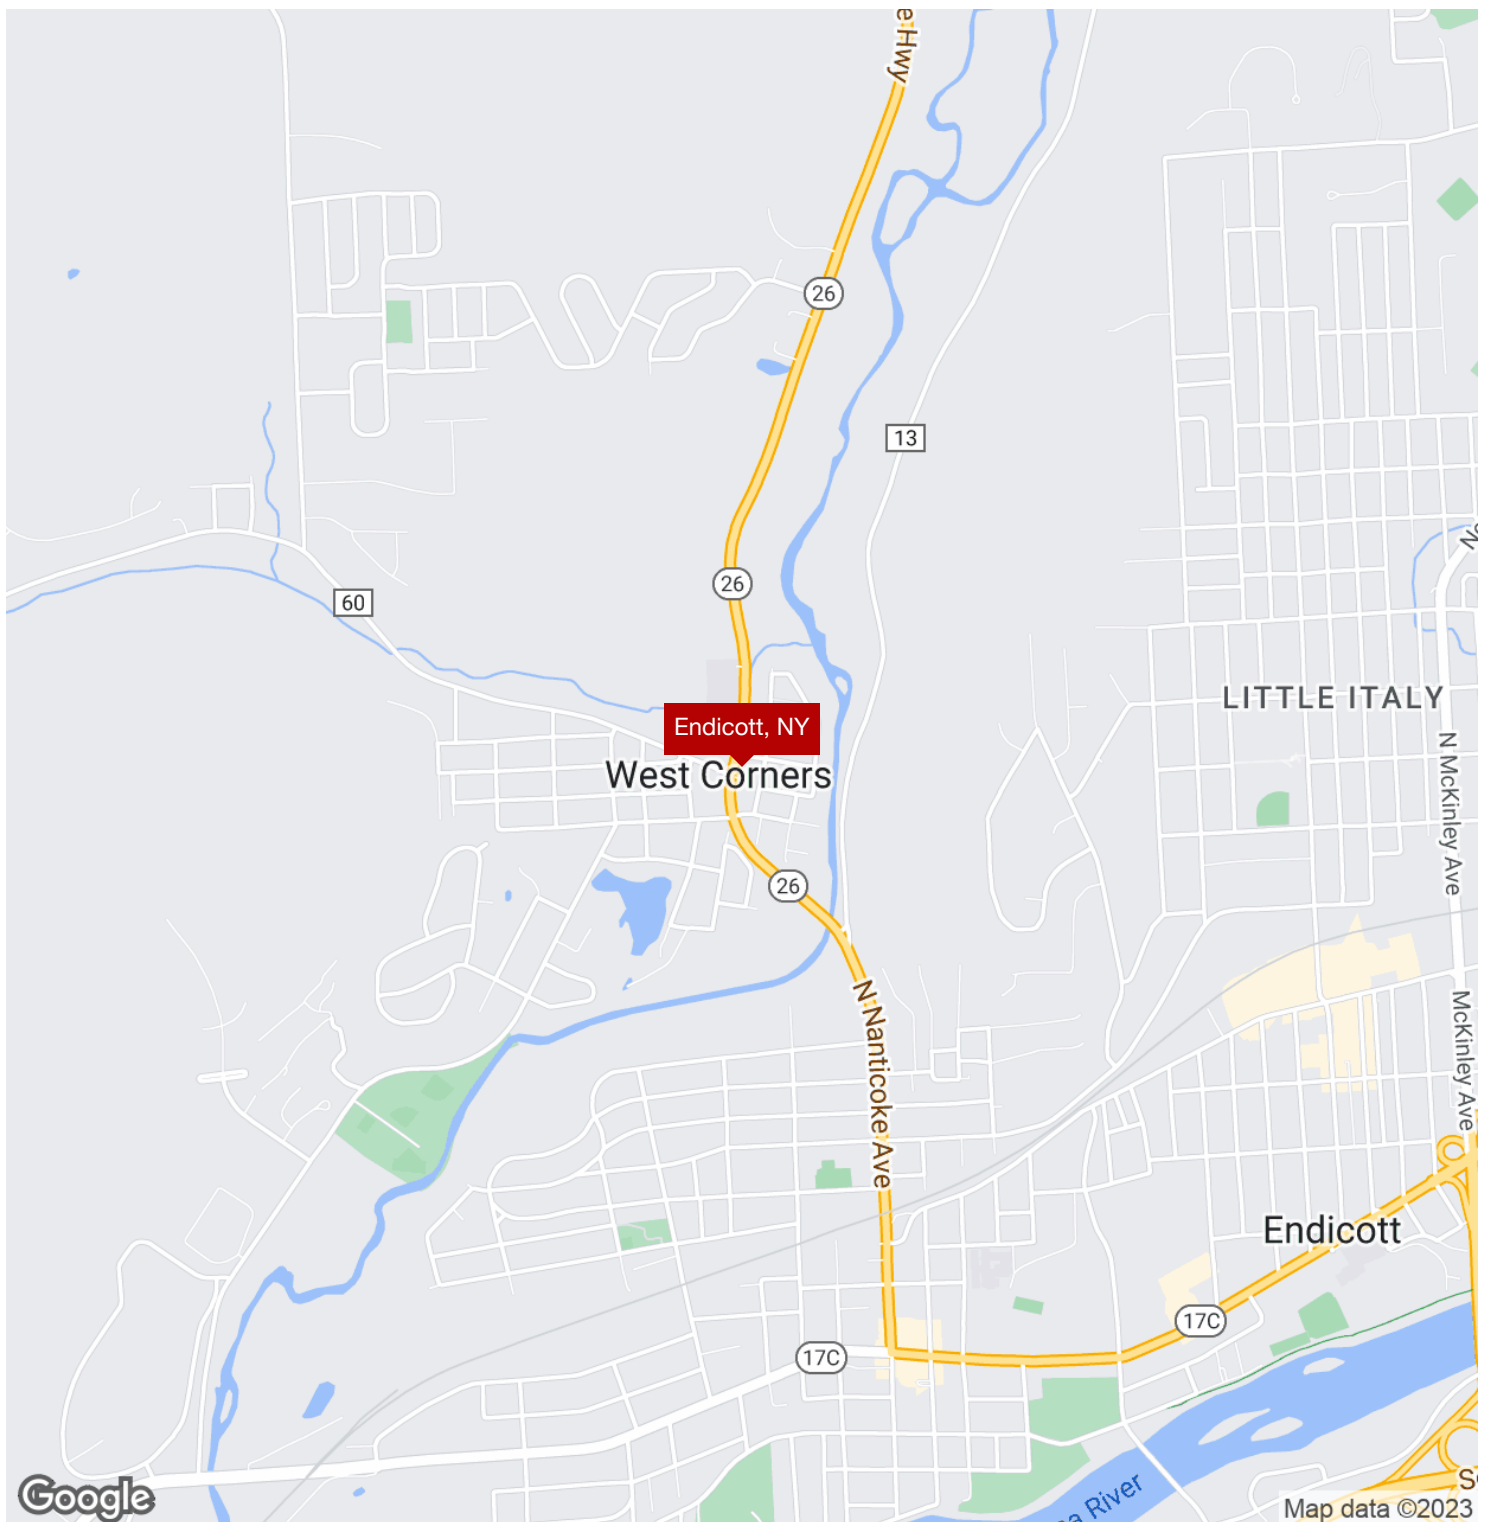 e Hwy
26
13
26
60
LITTLE ITALY
Endicott, NY
N McKinley Ave
West Corners
26
N Nanticoke Ave
McKinley Ave
Endicott
17C
17C
River
Google
Map data ©2023